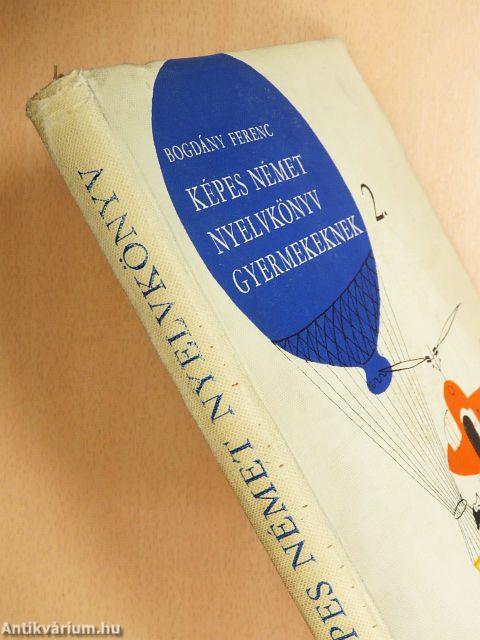 BOGDÁNY FERENC
KÉPES NÉMET
NYELVKÖNYV
GYERMEKEKNEK
2.
PES NÉMET NYELVKÖNYV
Antikvárium.hu